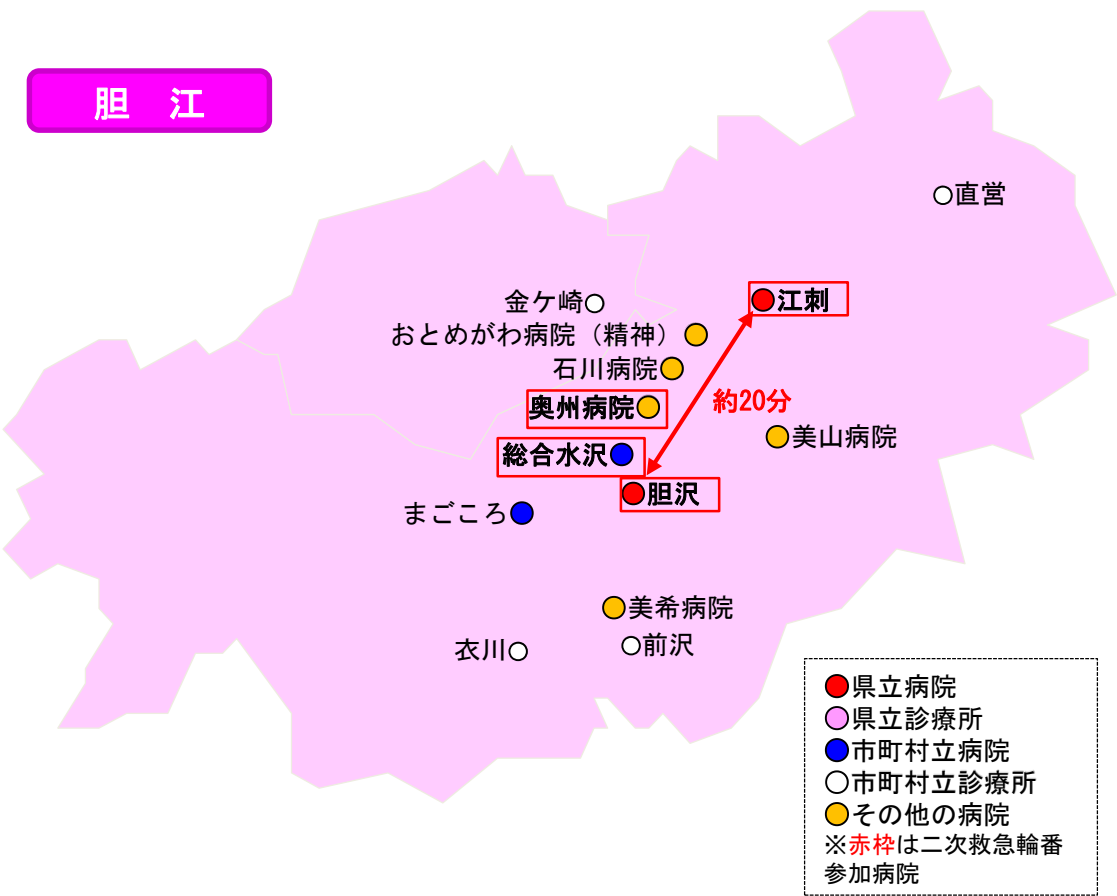 胆　江
直営
江刺
金ケ崎
おとめがわ病院（精神）
石川病院
約20分
奥州病院
美山病院
総合水沢
胆沢
まごころ
美希病院
前沢
衣川
県立病院
県立診療所
市町村立病院
市町村立診療所
その他の病院
※赤枠は二次救急輪番
参加病院